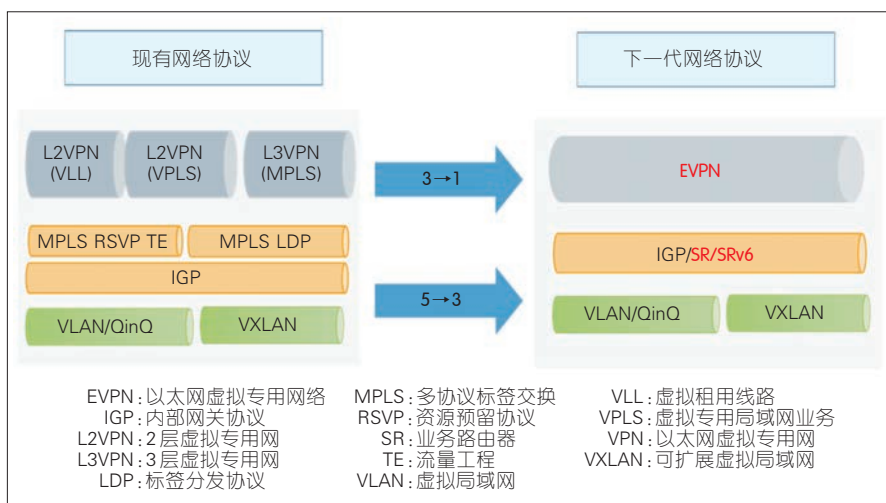 现有网络协议
下一代网络协议
L2VPN
(VLL)
L2VPN
(VPLS)
L3VPN
(MPLS)
3→1
EVPN
MPLS RSVP TE
MPLS LDP
IGP
IGP/SR/SRv6
5→3
VLAN/QinQ
VXLAN
VLAN/QinQ
VXLAN
EVPN:以太网虚拟专用网络
IGP:内部网关协议
L2VPN:2层虚拟专用网
L3VPN:3层虚拟专用网
LDP:标签分发协议
MPLS:多协议标签交换
RSVP:资源预留协议
SR:业务路由器
TE:流量工程
VLAN:虚拟局域网
VLL:虚拟租用线路
VPLS:虚拟专用局域网业务
VPN:以太网虚拟专用网
VXLAN:可扩展虚拟局域网